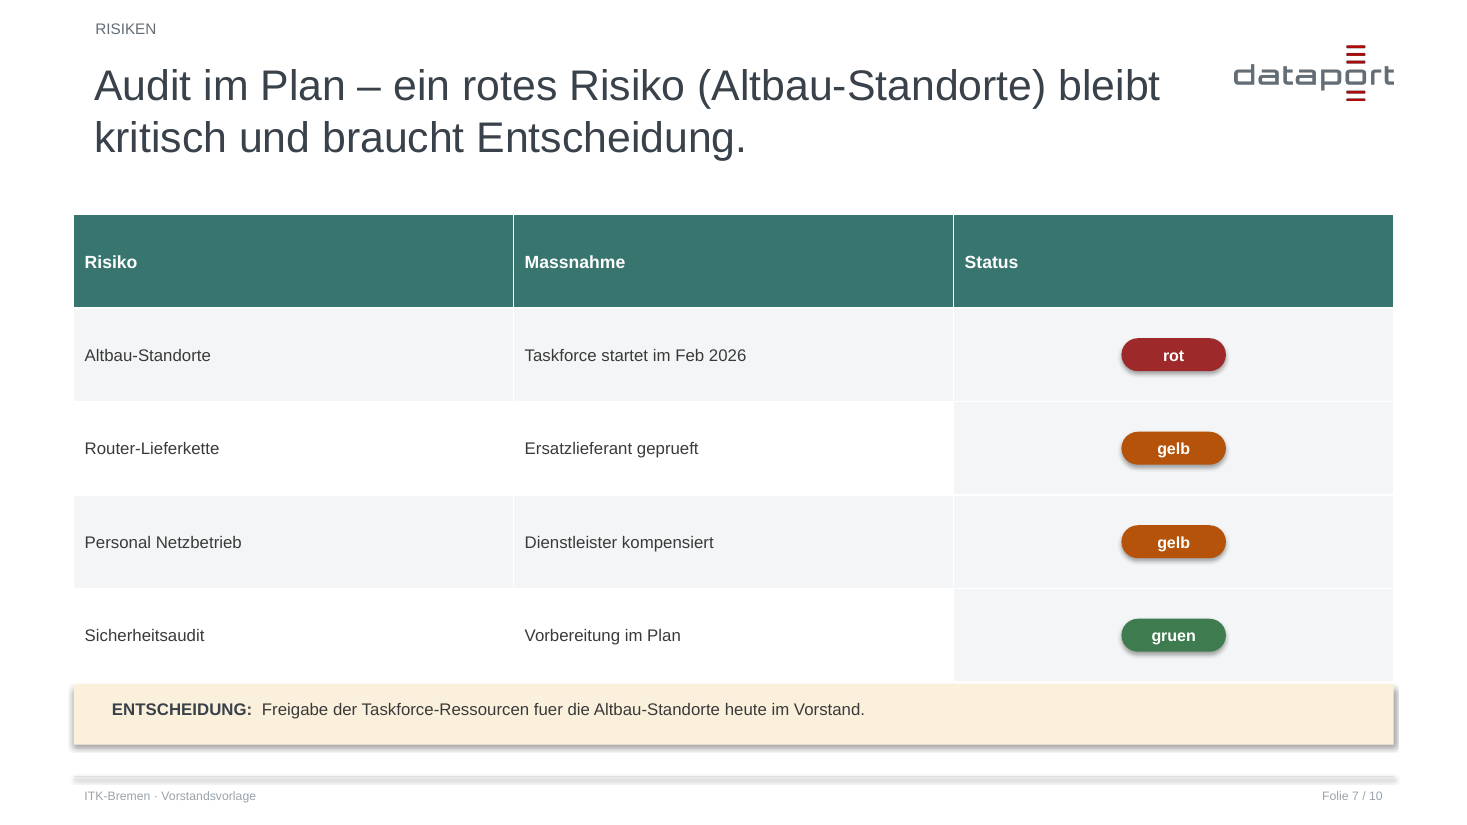 RISIKEN
dataport
Audit im Plan – ein rotes Risiko (Altbau-Standorte) bleibt
kritisch und braucht Entscheidung.
Risiko Massnahme Status
Altbau-Standorte Taskforce startet im Feb 2026 rot
Router-Lieferkette Ersatzlieferant geprueft gelb
Personal Netzbetrieb Dienstleister kompensiert gelb
Sicherheitsaudit Vorbereitung im Plan gruen
ENTSCHEIDUNG: Freigabe der Taskforce-Ressourcen fuer die Altbau-Standorte heute im Vorstand.
ITK-Bremen · Vorstandsvorlage Folie 7 / 10